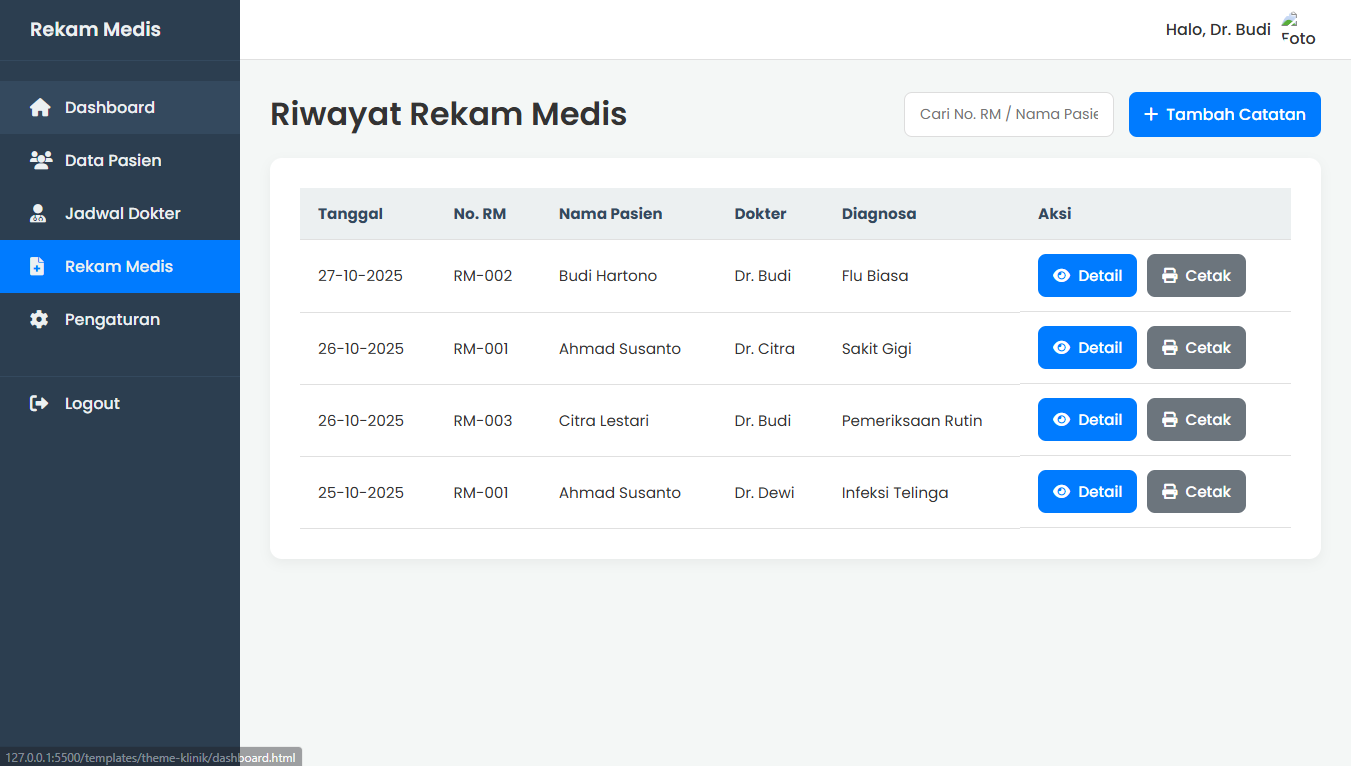 Rekam Medis
Halo, Dr. Budi
Foto
Dashboard
Data Pasien
Jadwal Dokter
Rekam Medis
Pengaturan
Logout
Riwayat Rekam Medis
Cari No. RM / Nama Pasie
Tambah Catatan
Tanggal No. RM Nama Pasien Dokter Diagnosa Aksi
27-10-2025 RM-002 Budi Hartono Dr. Budi Flu Biasa Detail Cetak
26-10-2025 RM-001 Ahmad Susanto Dr. Citra Sakit Gigi Detail Cetak
26-10-2025 RM-003 Citra Lestari Dr. Budi Pemeriksaan Rutin Detail Cetak
25-10-2025 RM-001 Ahmad Susanto Dr. Dewi Infeksi Telinga Detail Cetak
127.0.0.1:5500/templates/theme-klinik/dashboard.html